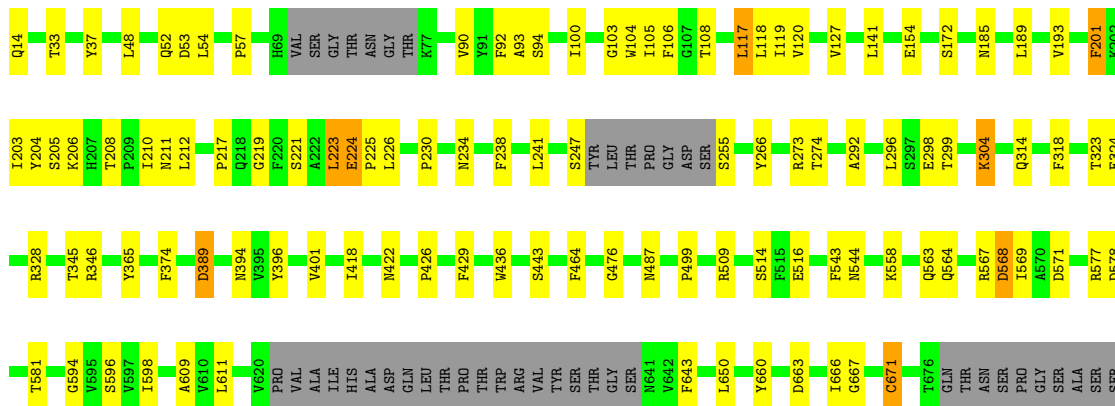 Q14 T33 Y37 L48 Q52 D53 L54 P57 H69 VAL SER GLY THR ASN GLY THR K77 V90 Y91 F92 A93 S94 I100 G103 W104 I105 F106 G107 T108 L117 L118 I119 V120 V127 L141 E154 S172 N185 L189 V193 F201 K202
I203 Y204 S205 K206 H207 T208 P209 I210 N211 L212 P217 Q218 G219 F220 S221 A222 L223 E224 P225 L226 P230 N234 F238 L241 S247 TYR LEU THR PRO GLY ASP SER S255 Y266 R273 T274 A292 L296 S297 E298 T299 K304 Q314 F318 T323 E324
R328 T345 R346 Y365 F374 D389 N394 V395 Y396 V401 I418 N422 P426 F429 W436 S443 F464 G476 N487 P499 R509 S514 F515 E516 F543 N544 K558 Q563 Q564 R567 D568 I569 A570 D571 R577 D578
T581 G594 V595 S596 V597 I598 A609 V610 L611 V620 PRO VAL ALA ILE HIS ALA ASP GLN LEU THR PRO THR TRP ARG VAL TYR SER THR GLY SER N641 V642 F643 L650 Y660 D663 I666 G667 C671 T676 GLN THR ASN SER PRO GLY SER ALA SER SER